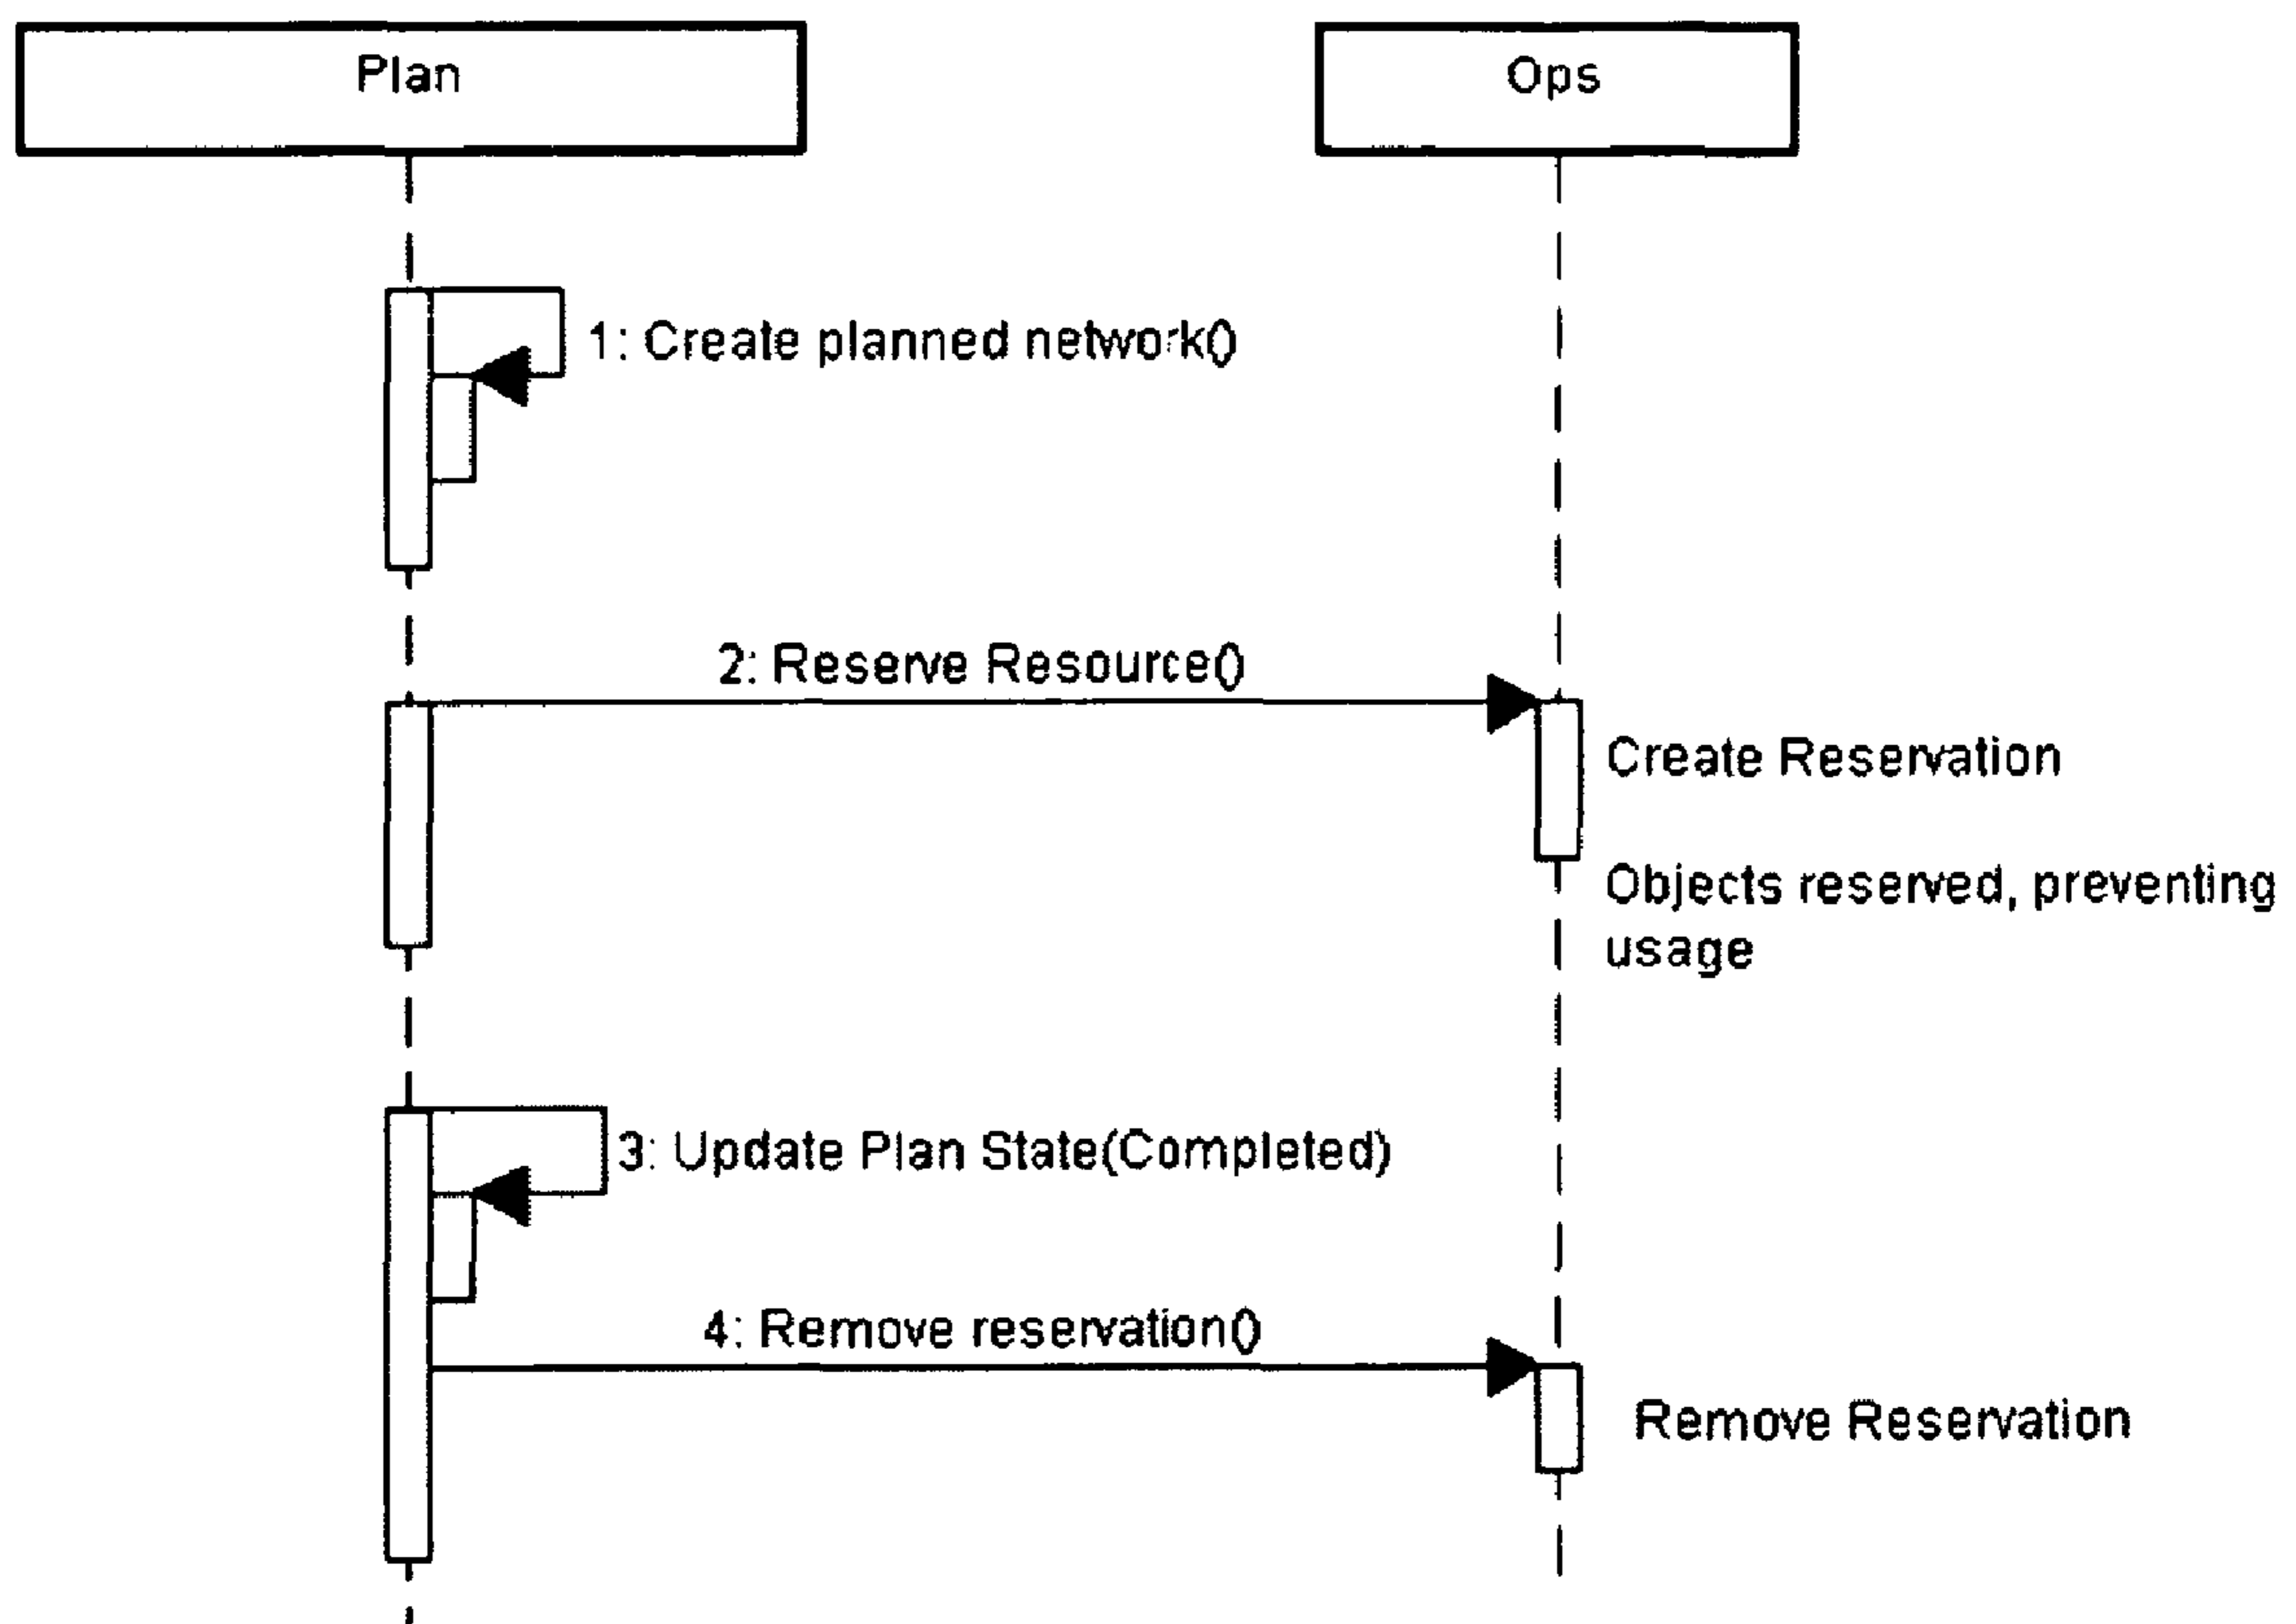 Plan
Ops
1: Create planned network()
2: Reserve Resource()
Create Reservation
Objects reserved, preventing
usage
3: Update Plan State(Completed)
4: Remove reservation()
Remove Reservation